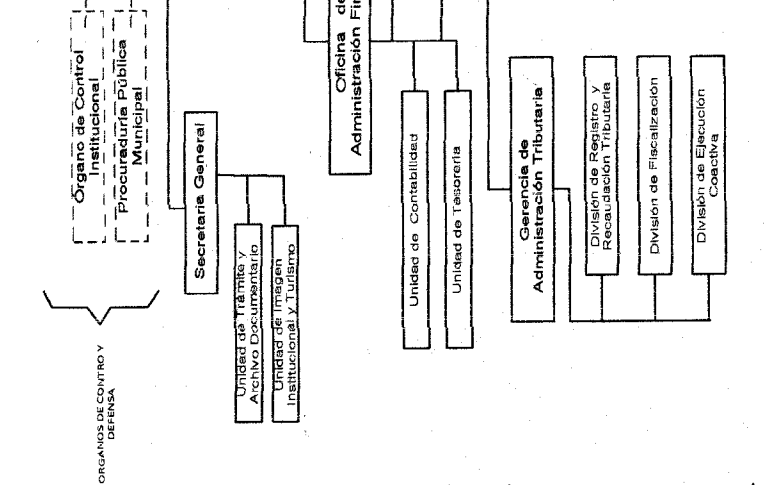 ORGANOS DE CONTRO Y
DEFENSA
Órgano de Control
Institucional
Procuraduría Pública
Municipal
Secretaria General
Unidad de Trámite y
Archivo Documentario
Unidad de Imagen
Institucional y Turismo
Oficina de
Administración
Unidad de Contabilidad
Unidad de Tesorería
Gerencia de
Administración Tributaria
División de Registro y
Recaudación Tributaria
División de Fiscalización
División de Ejecución
Coactiva